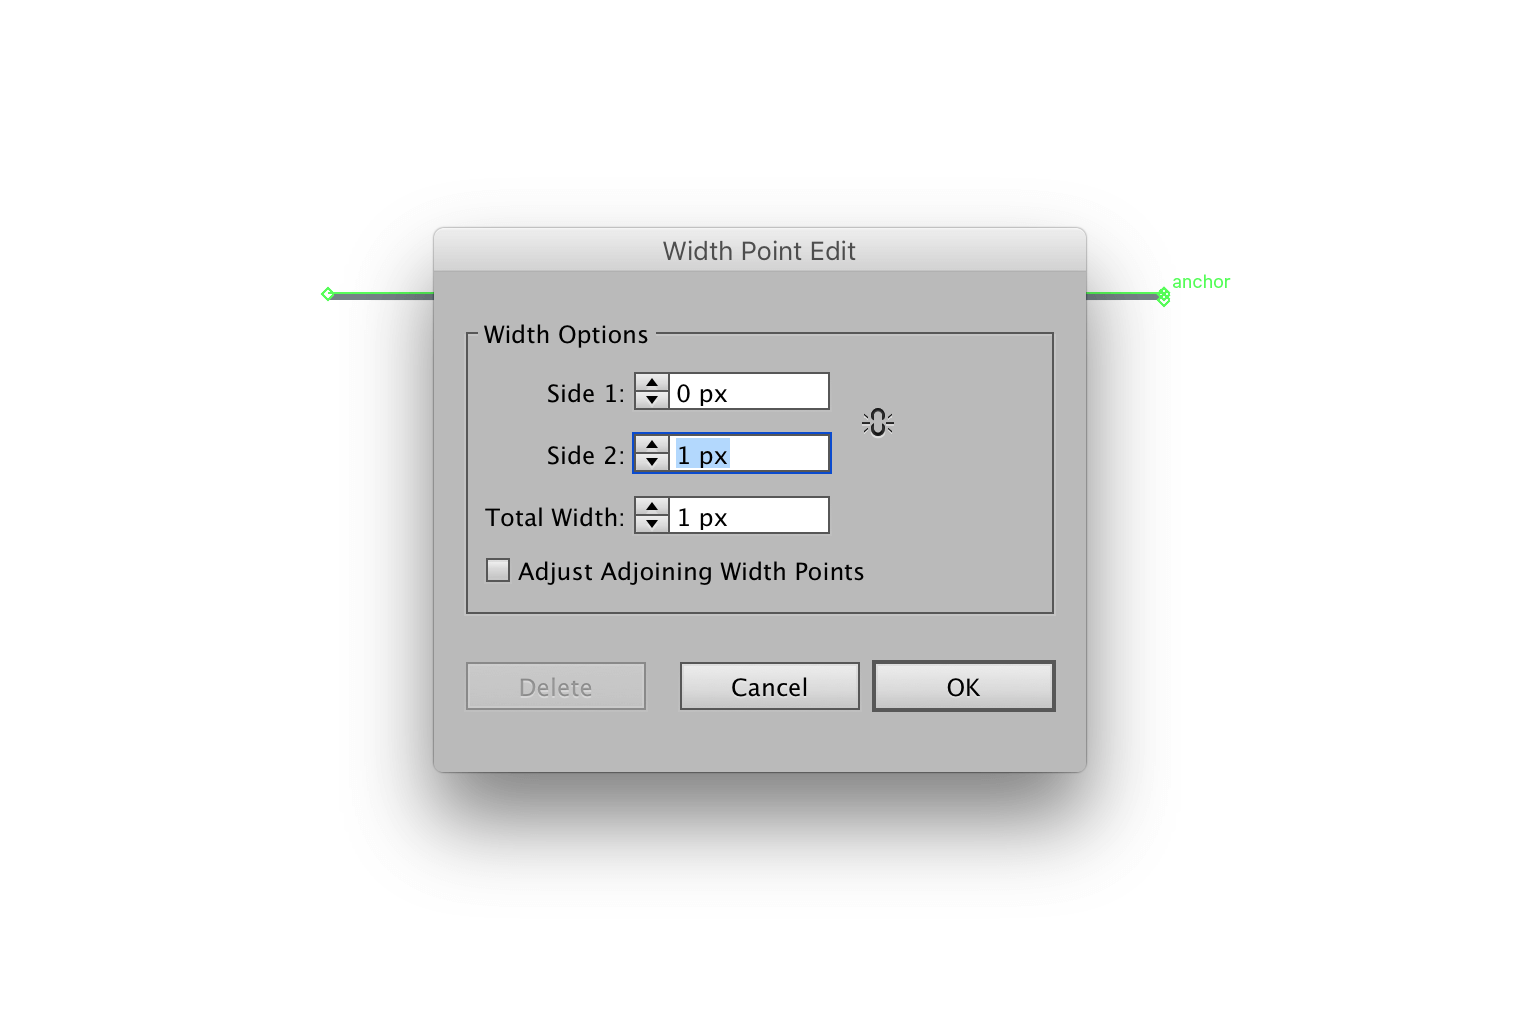 Width Point Edit
anchor
Width Options
Side 1: 0 px
Side 2: 1 px
Total Width: 1 px
Adjust Adjoining Width Points
Delete Cancel OK